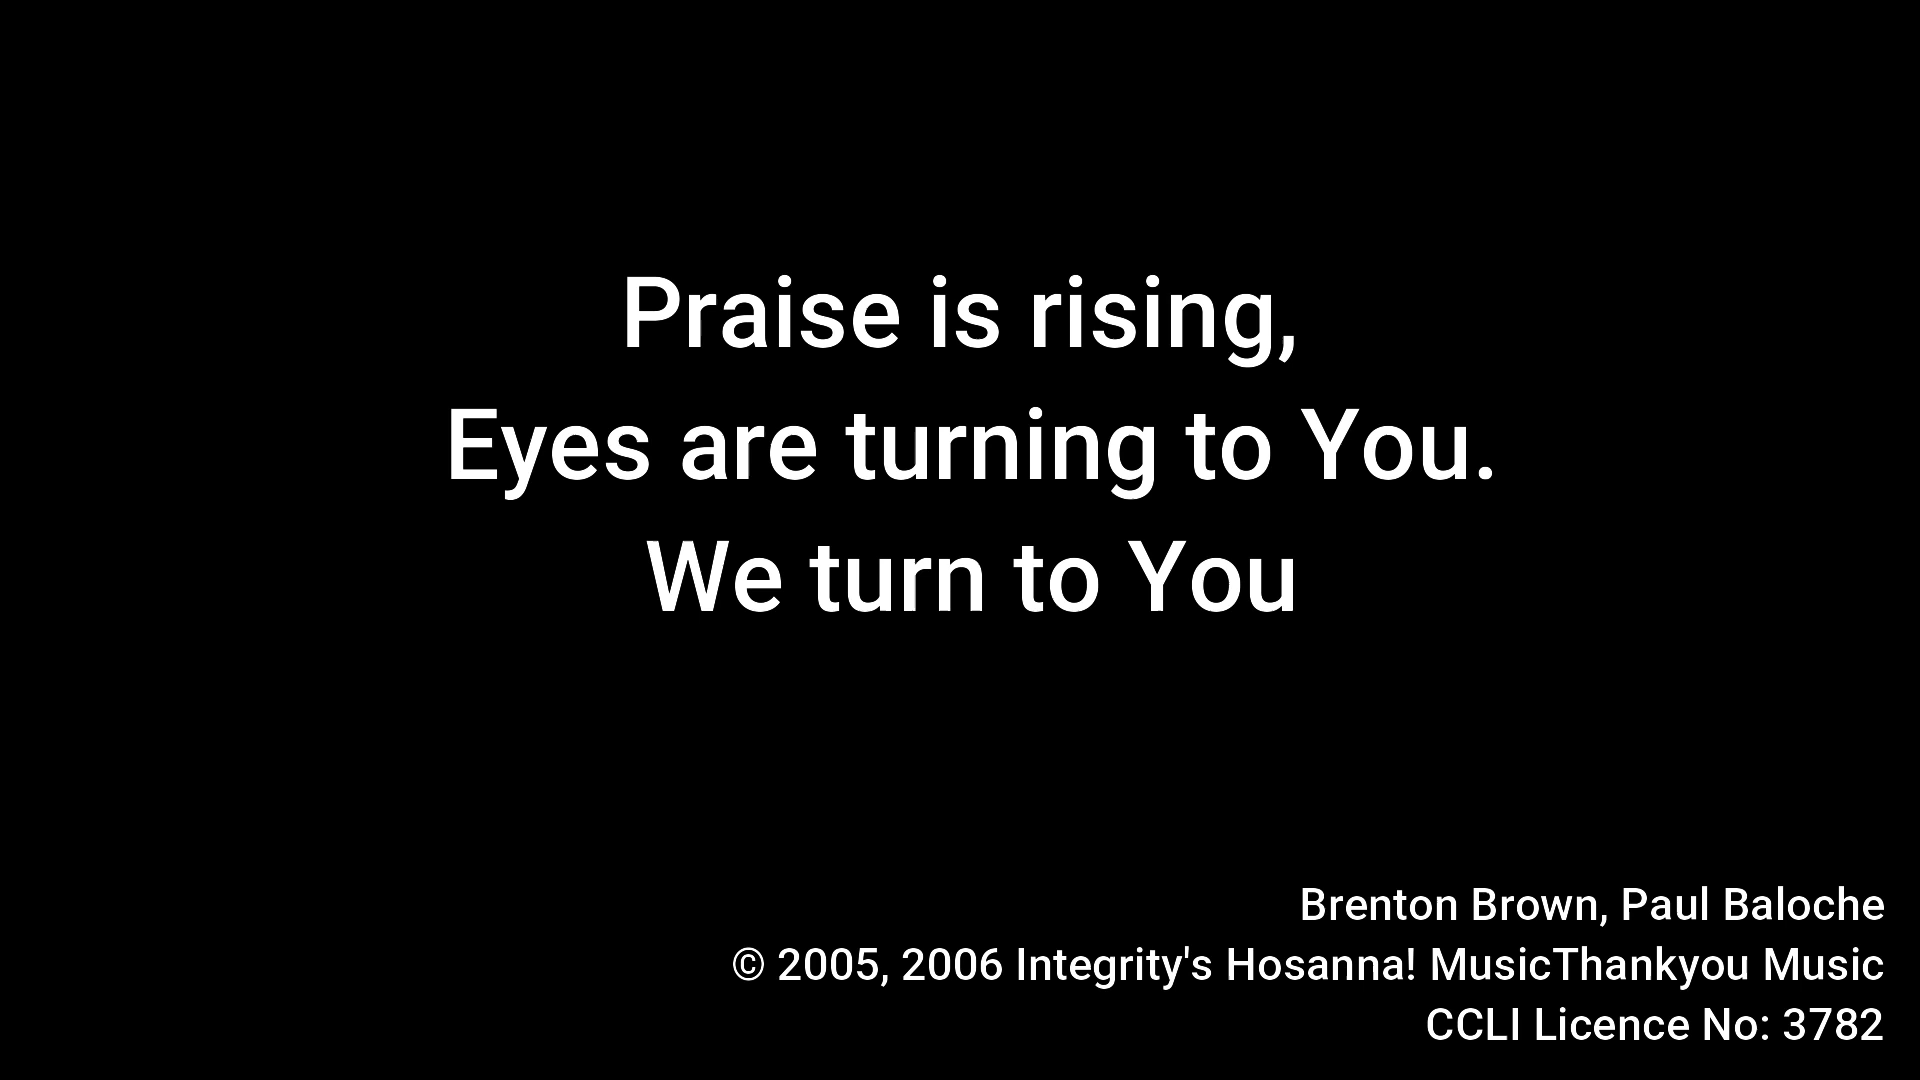 Praise is rising,
Eyes are turning to You.
We turn to You
Brenton Brown, Paul Baloche
© 2005, 2006 Integrity's Hosanna! MusicThankyou Music
CCLI Licence No: 3782